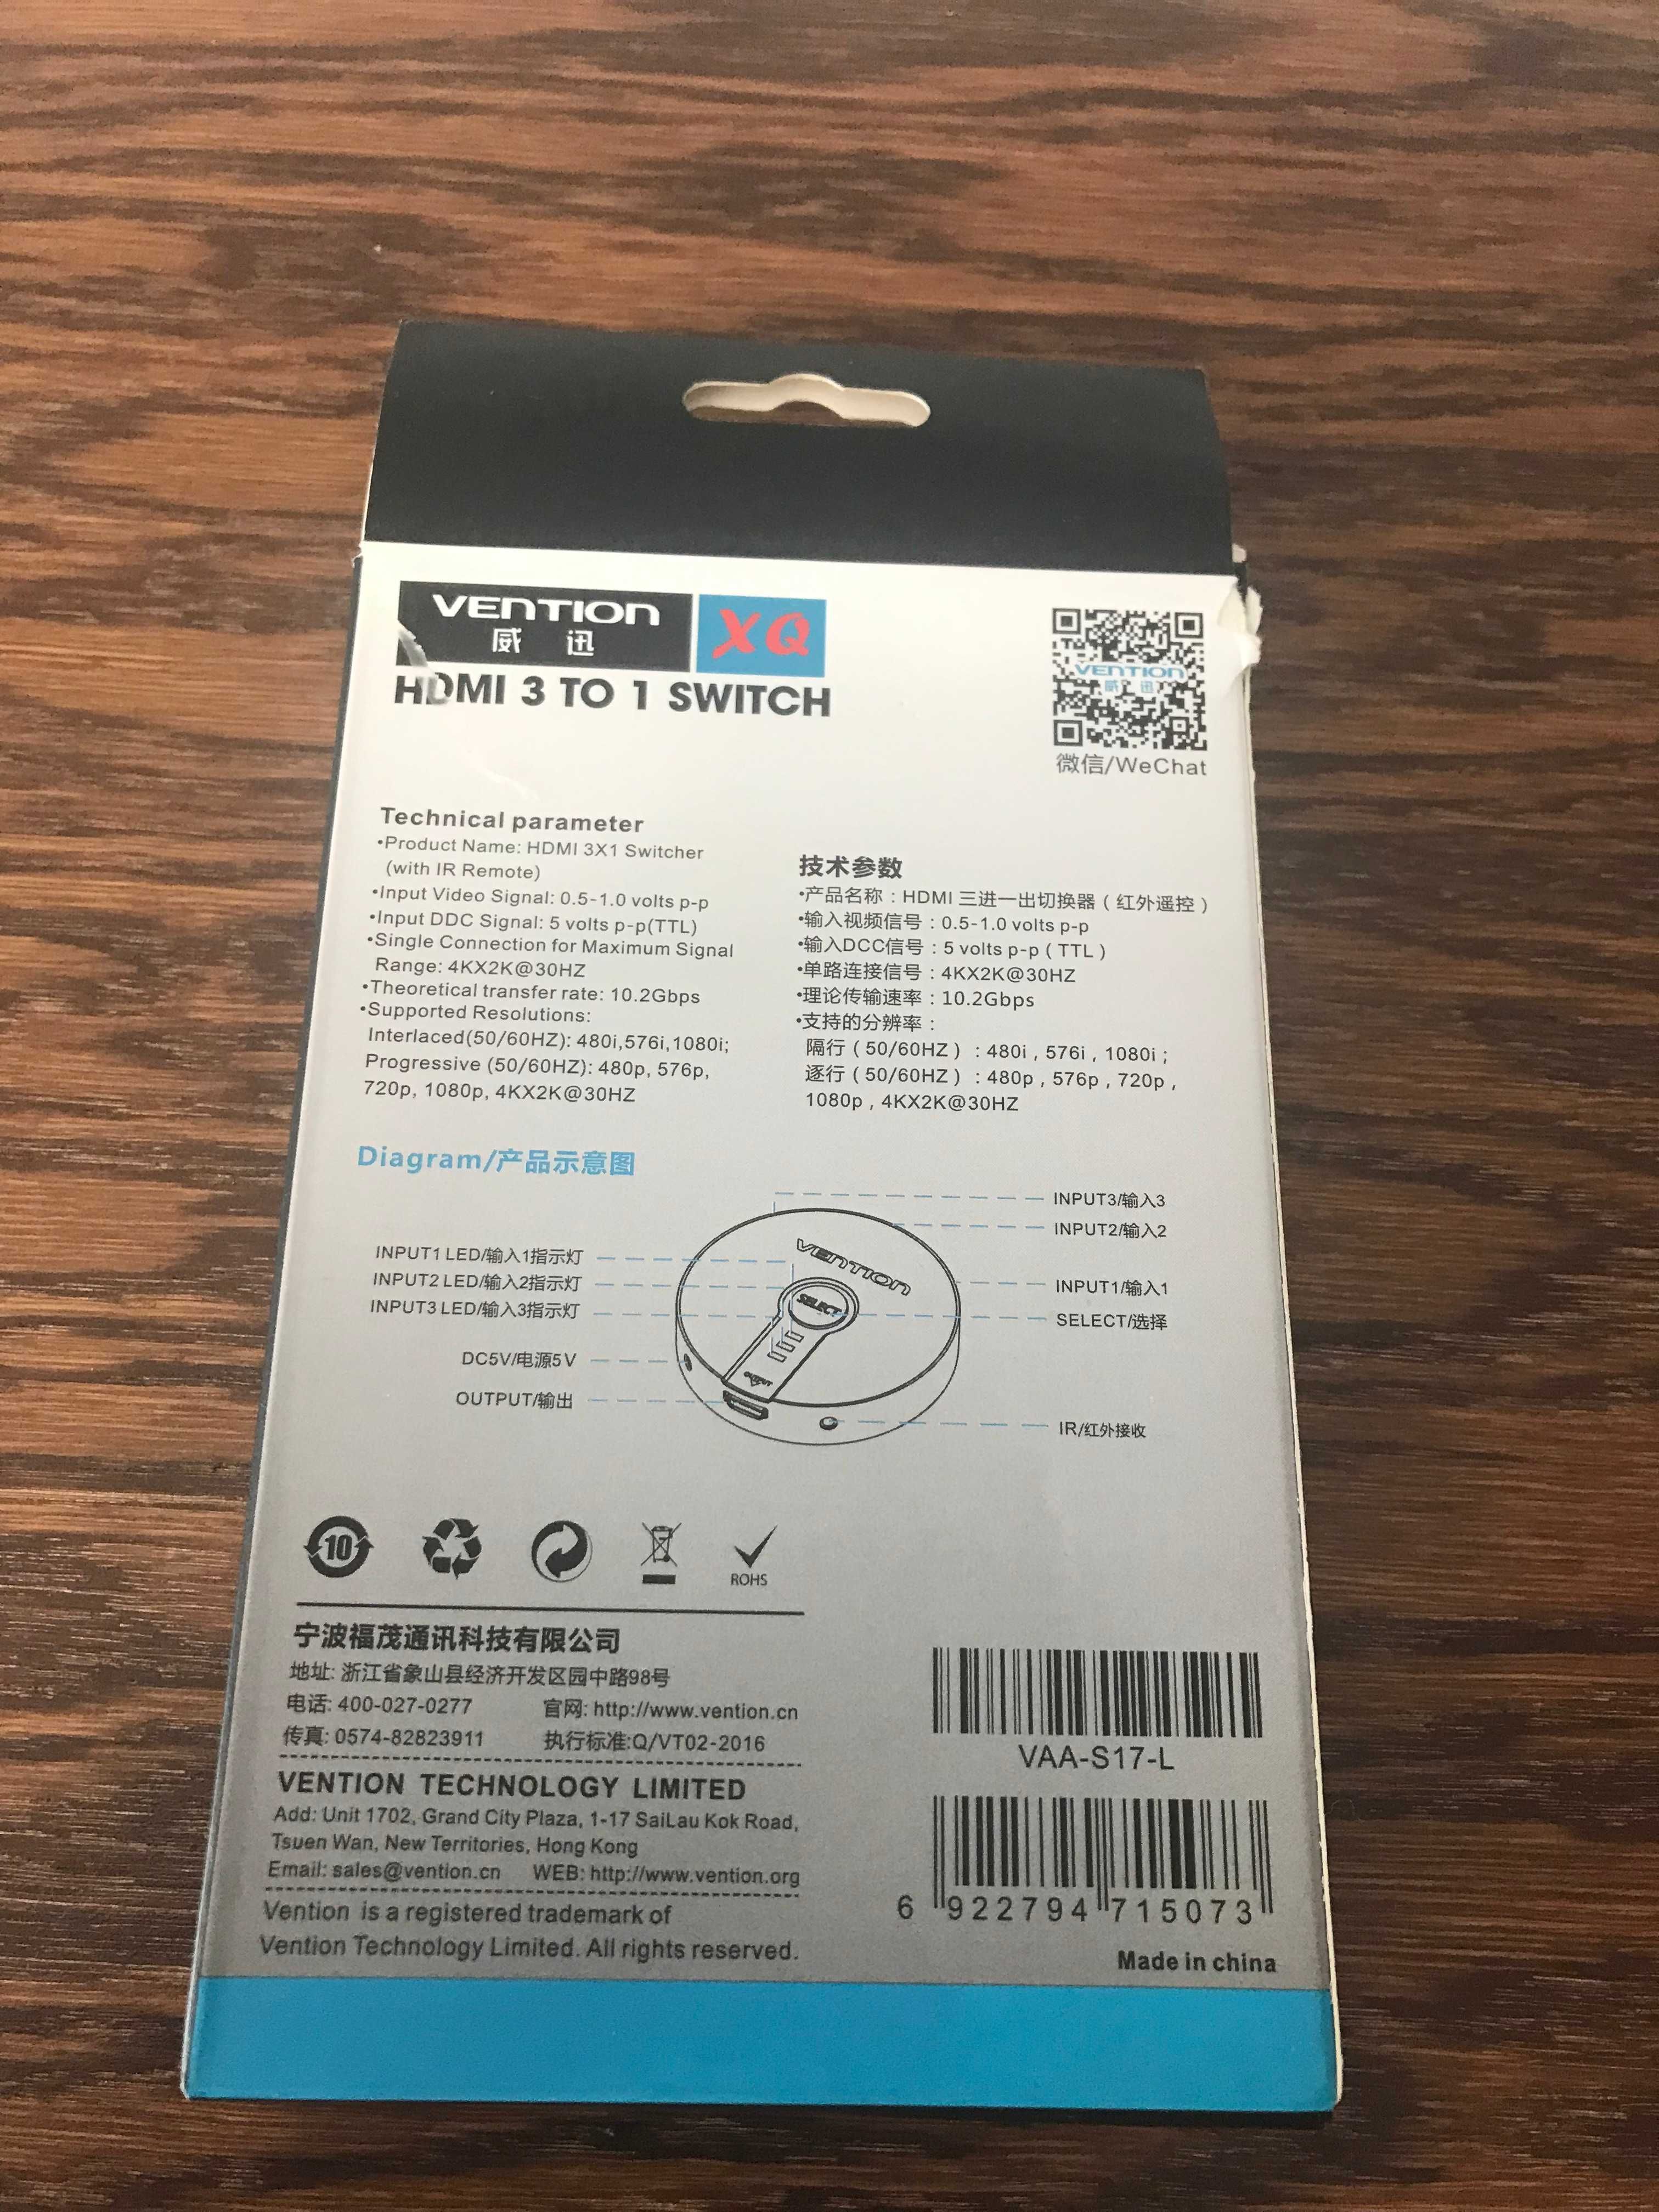 VENTION
威 迅
XQ
HDMI 3 TO 1 SWITCH
VENTION
威 迅
微信/WeChat
Technical parameter
•Product Name: HDMI 3X1 Switcher
(with IR Remote)
•Input Video Signal: 0.5-1.0 volts p-p
•Input DDC Signal: 5 volts p-p(TTL)
•Single Connection for Maximum Signal
Range: 4KX2K@30HZ
•Theoretical transfer rate: 10.2Gbps
•Supported Resolutions:
Interlaced(50/60HZ): 480i,576i,1080i;
Progressive (50/60HZ): 480p, 576p,
720p, 1080p, 4KX2K@30HZ
技术参数
•产品名称：HDMI 三进一出切换器（红外遥控）
•输入视频信号：0.5-1.0 volts p-p
•输入DCC信号：5 volts p-p（TTL）
•单路连接信号：4KX2K@30HZ
•理论传输速率：10.2Gbps
•支持的分辨率：
隔行（50/60HZ）：480i，576i，1080i；
逐行（50/60HZ）：480p，576p，720p，
1080p，4KX2K@30HZ
Diagram/产品示意图
INPUT3/输入3
INPUT2/输入2
INPUT1/输入1
SELECT/选择
IR/红外接收
INPUT1 LED/输入1指示灯
INPUT2 LED/输入2指示灯
INPUT3 LED/输入3指示灯
DC5V/电源5V
OUTPUT/输出
VENTION
SELECT
OUTPUT
10
ROHS
宁波福茂通讯科技有限公司
地址: 浙江省象山县经济开发区园中路98号
电话: 400-027-0277 官网: http://www.vention.cn
传真: 0574-82823911 执行标准:Q/VT02-2016
VENTION TECHNOLOGY LIMITED
Add: Unit 1702, Grand City Plaza, 1-17 SaiLau Kok Road,
Tsuen Wan, New Territories, Hong Kong
Email: sales@vention.cn WEB: http://www.vention.org
Vention is a registered trademark of
Vention Technology Limited. All rights reserved.
VAA-S17-L
6 922794 715073
Made in china